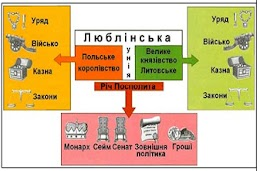 Люблінська
Уряд
Військо
Казна
Закони
Польське
королівство
Унія
Велике
князівство
Литовське
Уряд
Військо
Казна
Закони
Річ Посполита
Монарх Сейм Сенат Зовнішня Гроші
політика